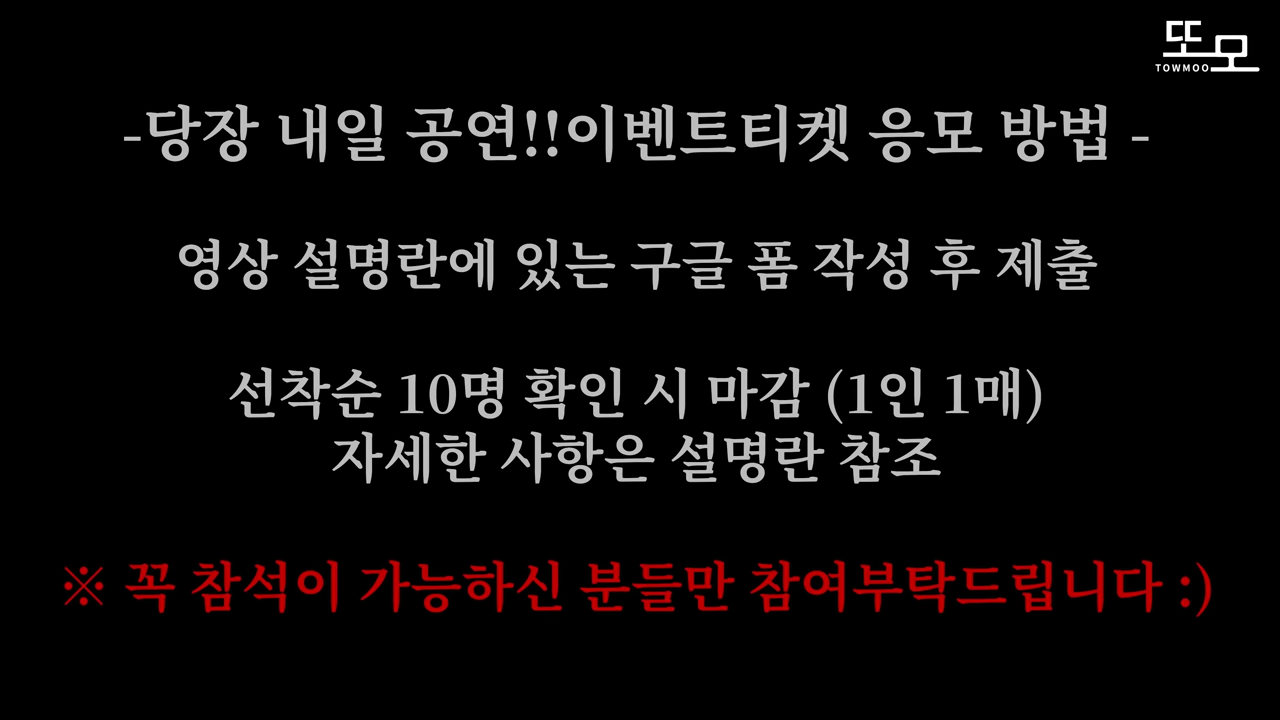 또모
TOWMOO
-당장 내일 공연!!이벤트티켓 응모 방법 -
영상 설명란에 있는 구글 폼 작성 후 제출
선착순 10명 확인 시 마감 (1인 1매)
자세한 사항은 설명란 참조
※ 꼭 참석이 가능하신 분들만 참여부탁드립니다 :)